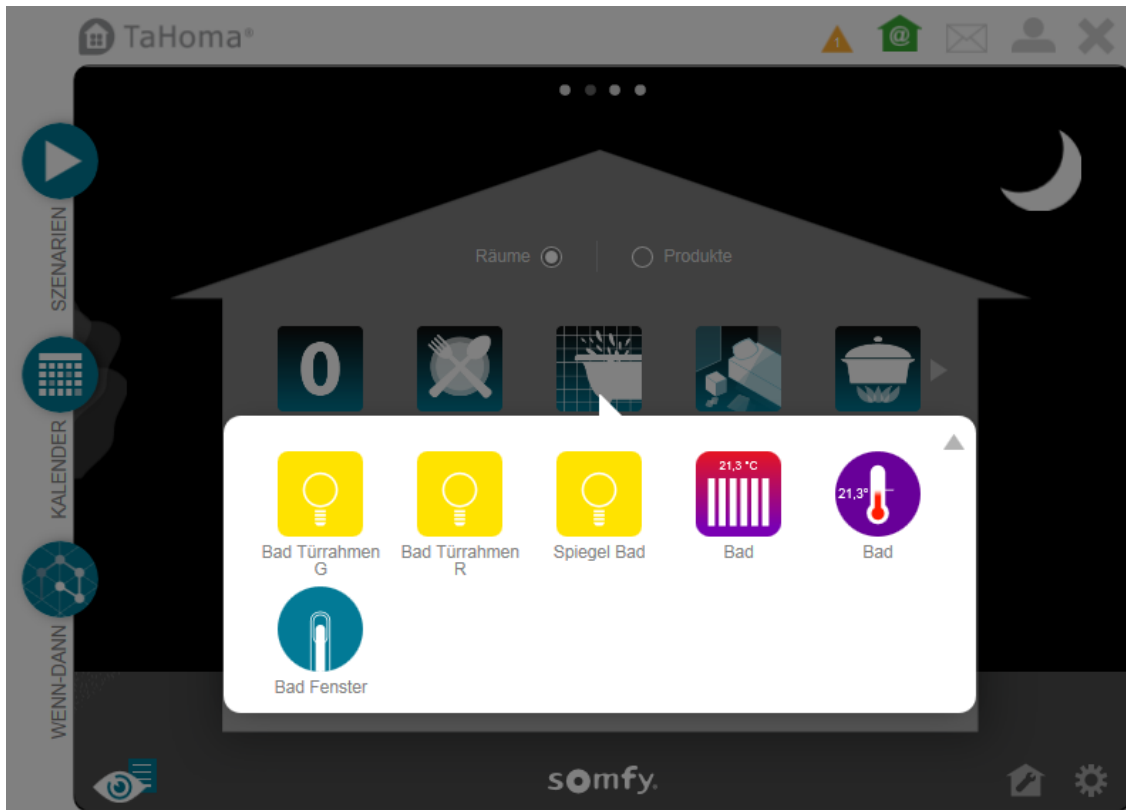 TaHoma®
1
@
SZENARIEN
KALENDER
WENN-DANN
Räume
Produkte
0
21,3 °C
21,3°
Bad Türrahmen
G
Bad Türrahmen
R
Spiegel Bad
Bad
Bad
Bad Fenster
somfy.